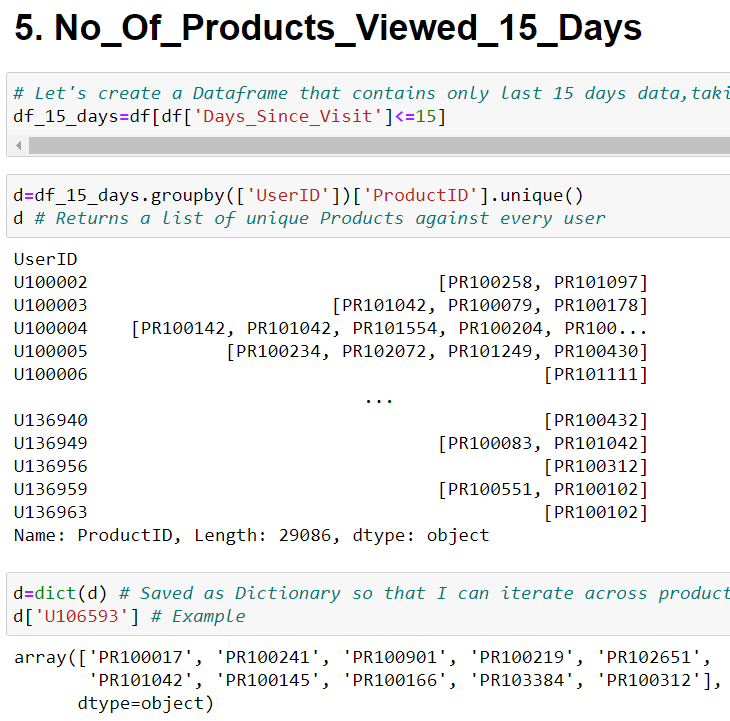 5. No_Of_Products_Viewed_15_Days
# Let's create a Dataframe that contains only last 15 days data,taki
df_15_days=df[df['Days_Since_Visit']<=15]
d=df_15_days.groupby(['UserID'])['ProductID'].unique()
d # Returns a list of unique Products against every user
UserID
U100002 [PR100258, PR101097]
U100003 [PR101042, PR100079, PR100178]
U100004 [PR100142, PR101042, PR101554, PR100204, PR100...
U100005 [PR100234, PR102072, PR101249, PR100430]
U100006 [PR101111]
...
U136940 [PR100432]
U136949 [PR100083, PR101042]
U136956 [PR100312]
U136959 [PR100551, PR100102]
U136963 [PR100102]
Name: ProductID, Length: 29086, dtype: object
d=dict(d) # Saved as Dictionary so that I can iterate across product
d['U106593'] # Example
array(['PR100017', 'PR100241', 'PR100901', 'PR100219', 'PR102651',
'PR101042', 'PR100145', 'PR100166', 'PR103384', 'PR100312'],
dtype=object)